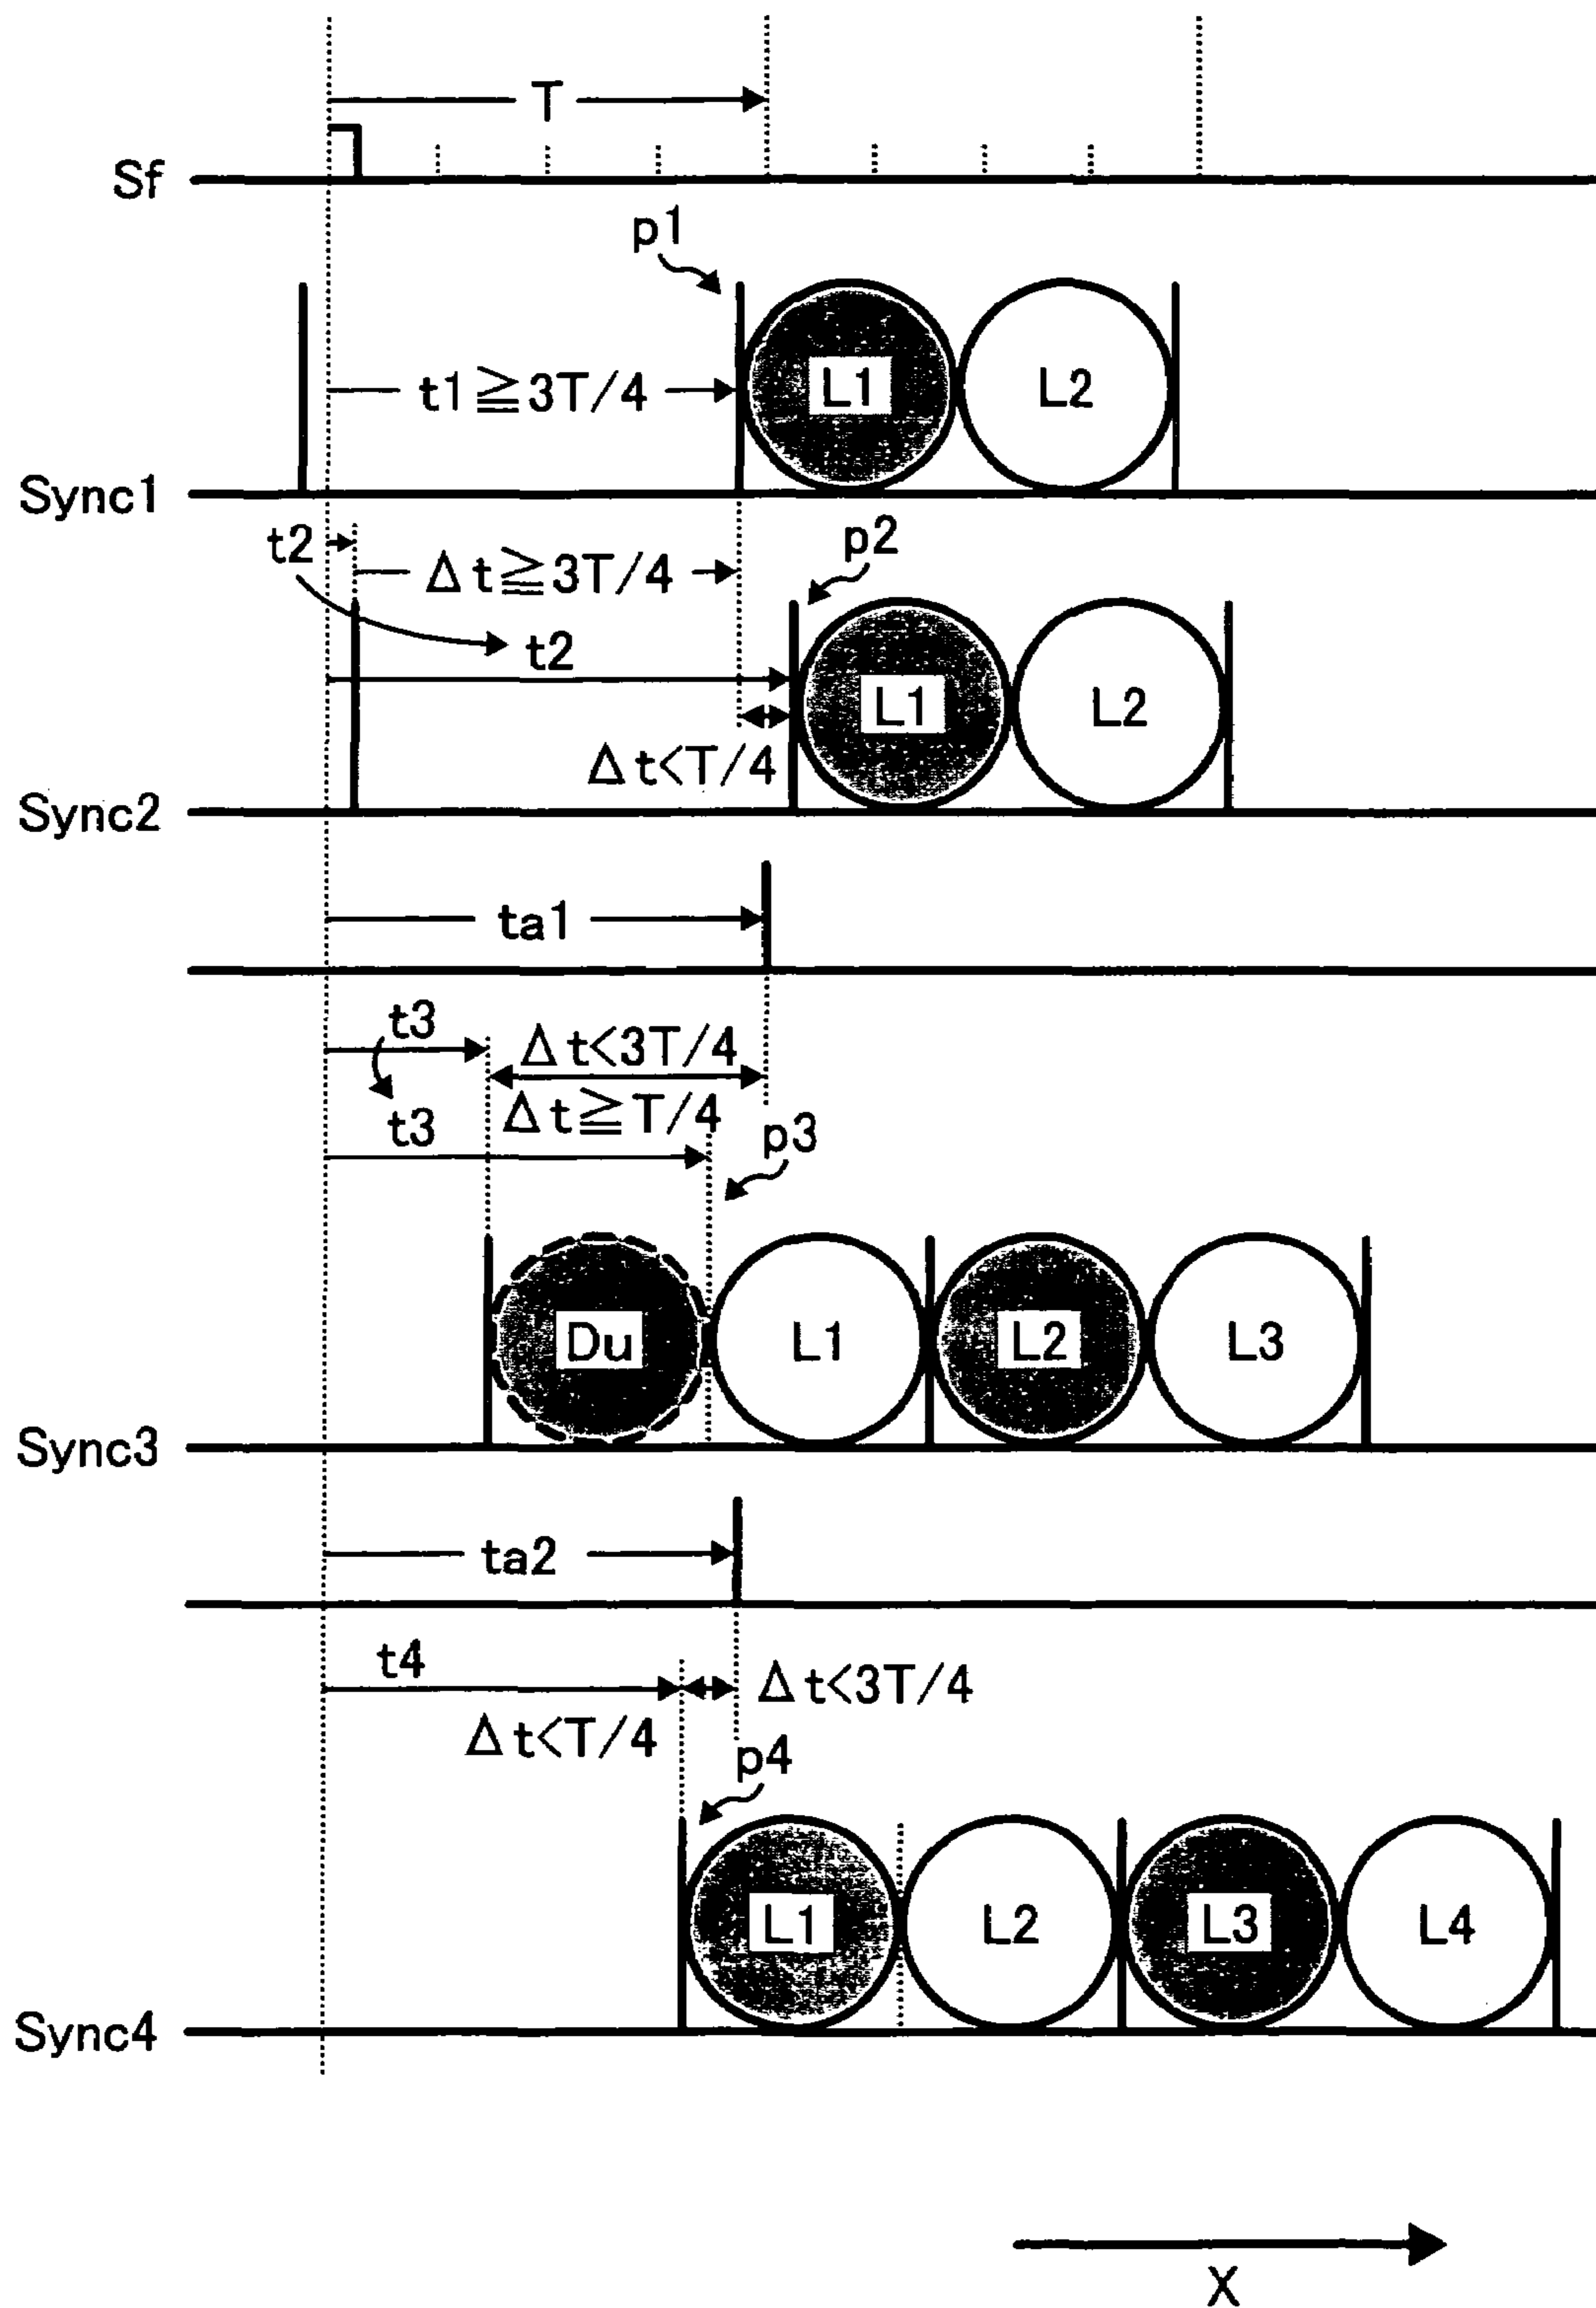 T
Sf
p1
t1≧3T/4
L1
L2
Sync1
t2
Δt≧3T/4
p2
t2
L1
L2
Δt<T/4
Sync2
ta1
t3
Δt<3T/4
Δt≧T/4
t3
p3
Du
L1
L2
L3
Sync3
ta2
t4
Δt<3T/4
Δt<T/4
p4
L1
L2
L3
L4
Sync4
X